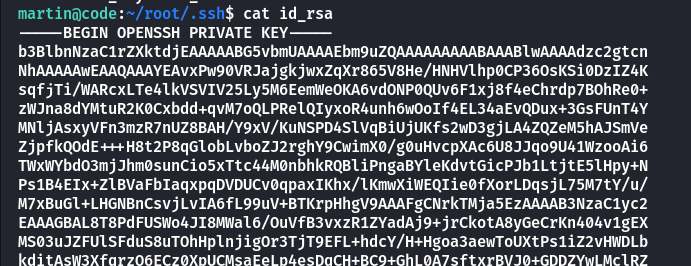 martin@code:~/root/.ssh$ cat id_rsa
-----BEGIN OPENSSH PRIVATE KEY-----
b3BlbnNzaC1rZXktdjEAAAAABG5vbmUAAAAEbm9uZQAAAAAAAAABAAABlwAAAAdzc2gtcn
NhAAAAAwEAAQAAAYEAvxPw90VRJajgkjwxZqXr865V8He/HNHVlhp0CP36OsKSi0DzIZ4K
sqfjTi/WARcxLTe4lkVSVIV25Ly5M6EemWeOKA6vdONP0QUv6F1xj8f4eChrdp7BOhRe0+
zWJna8dYMtuR2K0Cxbdd+qvM7oQLPRelQIyxoR4unh6wOoIf4EL34aEvQDux+3GsFUnT4Y
MNljAsxyVFn3mzR7nUZ8BAH/Y9xV/KuNSPD4SlVqBiUjUKfs2wD3gjLA4ZQZeM5hAJSmVe
ZjpfkQOdE+++H8t2P8qGlobLvboZJ2rghY9CwimX0/g0uHvcpXAc6U8JJqo9U41WzooAi6
TWxWYbdO3mjJhm0sunCio5xTtc44M0nbhkRQBliPngaBYleKdvtGicPJb1LtjtE5lHpy+N
Ps1B4EIx+ZlBVaFbIaqxpqDVDUCv0qpaxIKhx/lKmwXiWEQIie0fXorLDqsjL75M7tY/u/
M7xBuGl+LHGNBnCsvjLvIA6fL99uV+BTKrpHhgV9AAAFgCNrkTMja5EzAAAAB3NzaC1yc2
EAAAGBAL8T8PdFUSWo4JI8MWal6/OuVfB3vxzR1ZYadAj9+jrCkotA8yGeCrKn404v1gEX
MS03uJZFUlSFduS8uTOhHplnjigOr3TjT9EFL+hdcY/H+Hgoa3aewToUXtPs1iZ2vHWDLb
kditAsW3XfqrzO6ECz0XpUCMsaEeLp4esDqCH+BC9+GhL0A7sftxrBVJ0+GDDZYwLMclRZ